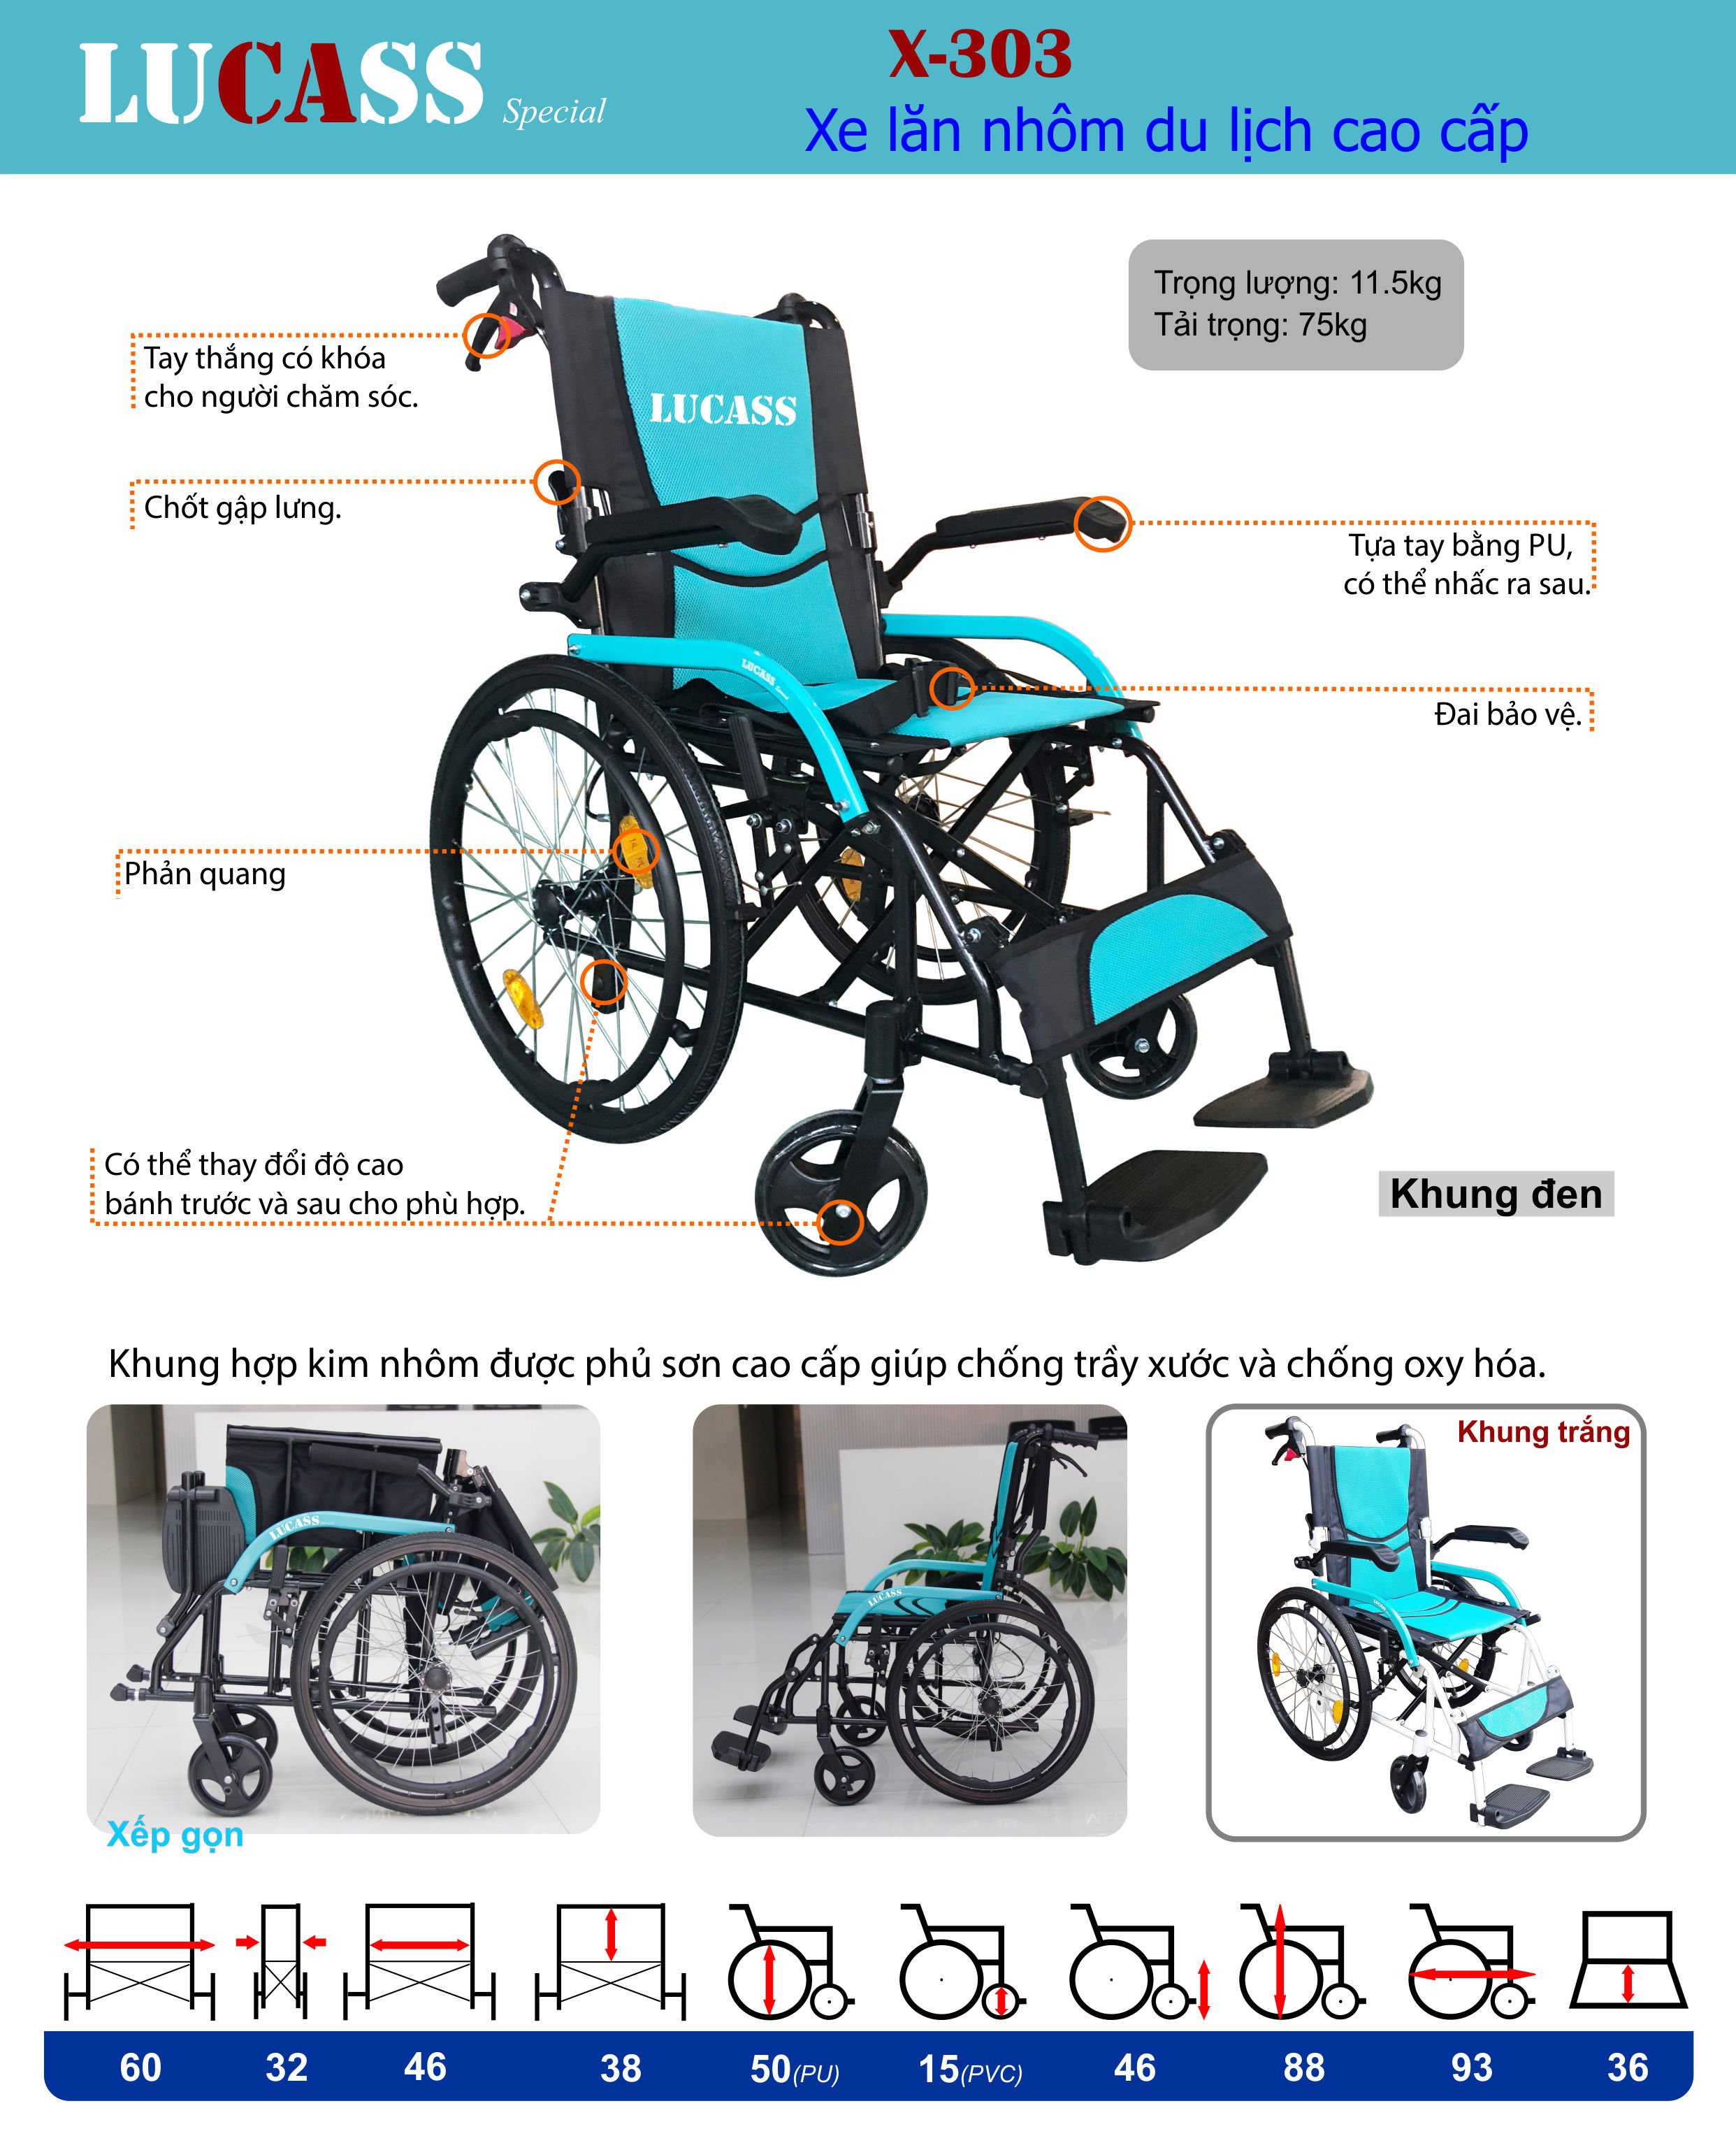 LUCASS Special
X-303
Xe lăn nhôm du lịch cao cấp
Trọng lượng: 11.5kg
Tải trọng: 75kg
Tay thắng có khóa
cho người chăm sóc.
LUCASS
Chốt gập lưng.
Tựa tay bằng PU,
có thể nhấc ra sau.
LUCASS
Đai bảo vệ.
Phản quang
Có thể thay đổi độ cao
bánh trước và sau cho phù hợp.
Khung đen
Khung hợp kim nhôm được phủ sơn cao cấp giúp chống trầy xước và chống oxy hóa.
Khung trắng
LUCASS
LUCASS
Xếp gọn
60 32 46 38 50(PU) 15(PVC) 46 88 93 36